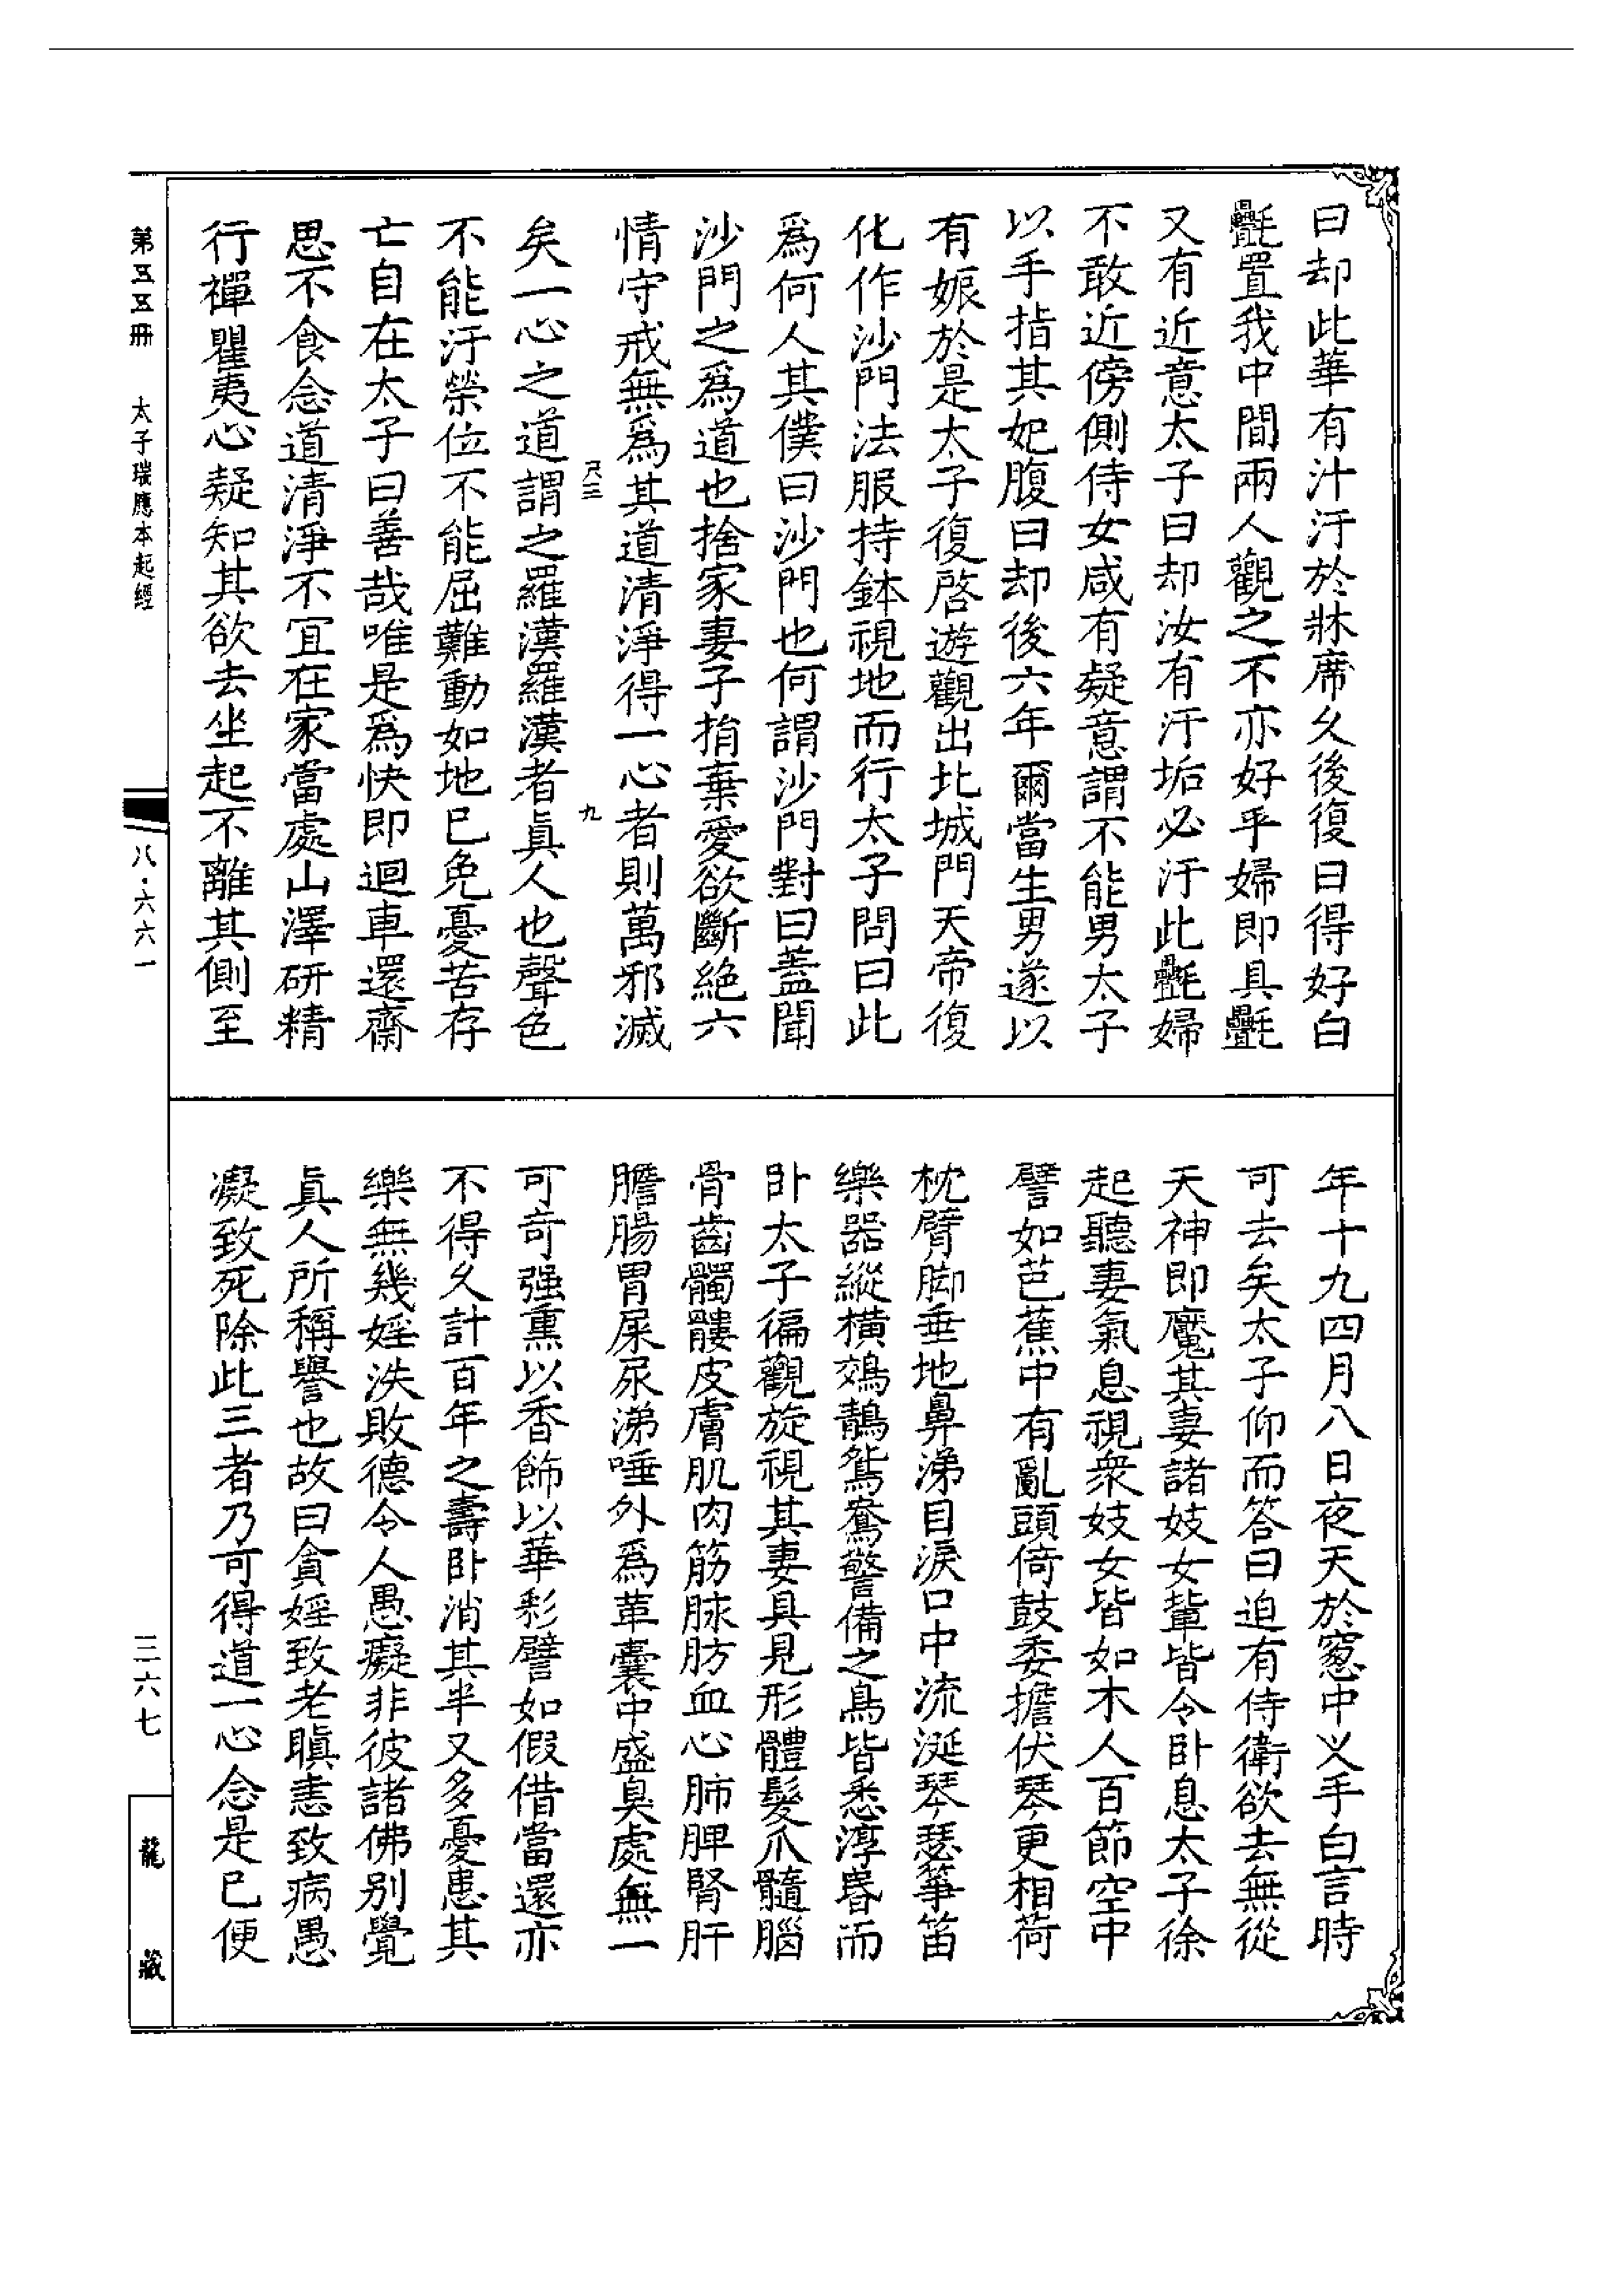 曰却此華有汁汙於牀席久後復曰得好白
㲲置我中間兩人觀之不亦好乎婦即具㲲
又有近意太子曰却汝有汙垢必汙此㲲婦
不敢近傍側侍女咸有疑意謂不能男太子
以手指其妃腹曰却後六年爾當生男遂以
有娠於是太子復啓遊觀出北城門天帝復
化作沙門法服持鉢視地而行太子問曰此
爲何人其僕曰沙門也何謂沙門對曰蓋聞
沙門之爲道也捨家妻子捐棄愛欲斷絶六
情守戒無爲其道清淨得一心者則萬邪滅
尺三
九
矣一心之道謂之羅漢羅漢者眞人也聲色
不能汙榮位不能屈難動如地已免憂苦存
亡自在太子曰善哉唯是爲快即迴車還齋
思不食念道清淨不宜在家當處山澤研精
行禪瞿夷心疑知其欲去坐起不離其側至
年十九四月八日夜天於窓中叉手白言時
可去矣太子仰而答曰迫有侍衛欲去無從
天神即魘其妻諸妓女輩皆令卧息太子徐
起聽妻氣息視衆妓女皆如木人百節空中
譬如芭蕉中有亂頭倚鼓委擔伏琴更相荷
枕臂脚垂地鼻涕目淚口中流涎琴瑟箏笛
樂器縱橫鵁鶄鴛鴦警備之鳥皆悉淳昏而
卧太子徧觀旋視其妻具見形體髮爪髓腦
骨齒髑髏皮膚肌肉筋脉肪血心肺脾腎肝
膽腸胃屎尿涕唾外爲革囊中盛臭處無一
可奇强熏以香飾以華彩譬如假借當還亦
不得久計百年之壽卧消其半又多憂患其
樂無幾婬泆敗德令人愚癡非彼諸佛别覺
眞人所稱譽也故曰貪婬致老瞋恚致病愚
癡致死除此三者乃可得道一心念是已便
第五五冊　太子瑞應本起經
八·六六一
三六七
龍藏